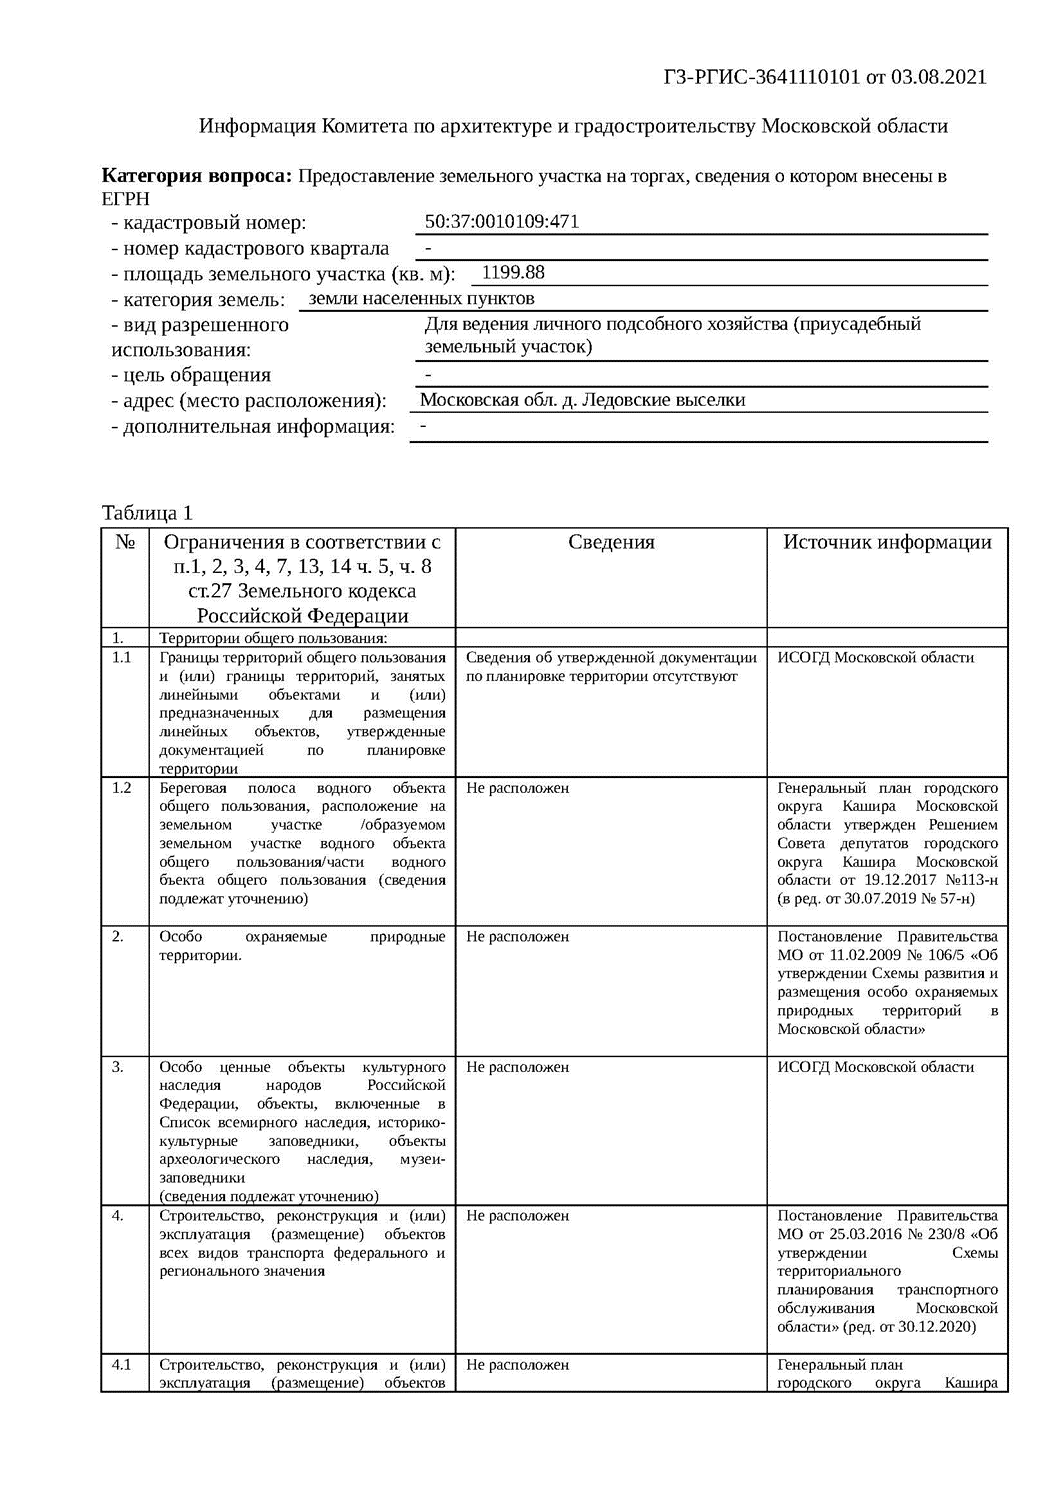 ГЗ-РГИС-3641110101 от 03.08.2021
Информация Комитета по архитектуре и градостроительству Московской области
Категория вопроса: Предоставление земельного участка на торгах, сведения о котором внесены в
ЕГРН
- кадастровый номер: 50:37:0010109:471
- номер кадастрового квартала -
- площадь земельного участка (кв. м): 1199.88
- категория земель: земли населенных пунктов
- вид разрешенного
использования:
Для ведения личного подсобного хозяйства (приусадебный
земельный участок)
- цель обращения -
- адрес (место расположения): Московская обл. д. Ледовские выселки
- дополнительная информация: -
Таблица 1
№
Ограничения в соответствии с
п.1, 2, 3, 4, 7, 13, 14 ч. 5, ч. 8
ст.27 Земельного кодекса
Российской Федерации
Сведения
Источник информации
1.
Территории общего пользования:
1.1
Границы территорий общего пользования
и (или) границы территорий, занятых
линейными объектами и (или)
предназначенных для размещения
линейных объектов, утвержденные
документацией по планировке
территории
Сведения об утвержденной документации
по планировке территории отсутствуют
ИСОГД Московской области
1.2
Береговая полоса водного объекта
общего пользования, расположение на
земельном участке /образуемом
земельном участке водного объекта
общего пользования/части водного
бъекта общего пользования (сведения
подлежат уточнению)
Не расположен
Генеральный план городского
округа Кашира Московской
области утвержден Решением
Совета депутатов городского
округа Кашира Московской
области от 19.12.2017 №113-н
(в ред. от 30.07.2019 № 57-н)
2.
Особо охраняемые природные
территории.
Не расположен
Постановление Правительства
МО от 11.02.2009 № 106/5 «Об
утверждении Схемы развития и
размещения особо охраняемых
природных территорий в
Московской области»
3.
Особо ценные объекты культурного
наследия народов Российской
Федерации, объекты, включенные в
Список всемирного наследия, историко-
культурные заповедники, объекты
археологического наследия, музеи-
заповедники
(сведения подлежат уточнению)
Не расположен
ИСОГД Московской области
4.
Строительство, реконструкция и (или)
эксплуатация (размещение) объектов
всех видов транспорта федерального и
регионального значения
Не расположен
Постановление Правительства
МО от 25.03.2016 № 230/8 «Об
утверждении Схемы
территориального
планирования транспортного
обслуживания Московской
области» (ред. от 30.12.2020)
4.1
Строительство, реконструкция и (или)
эксплуатация (размещение) объектов
Не расположен
Генеральный план
городского округа Кашира